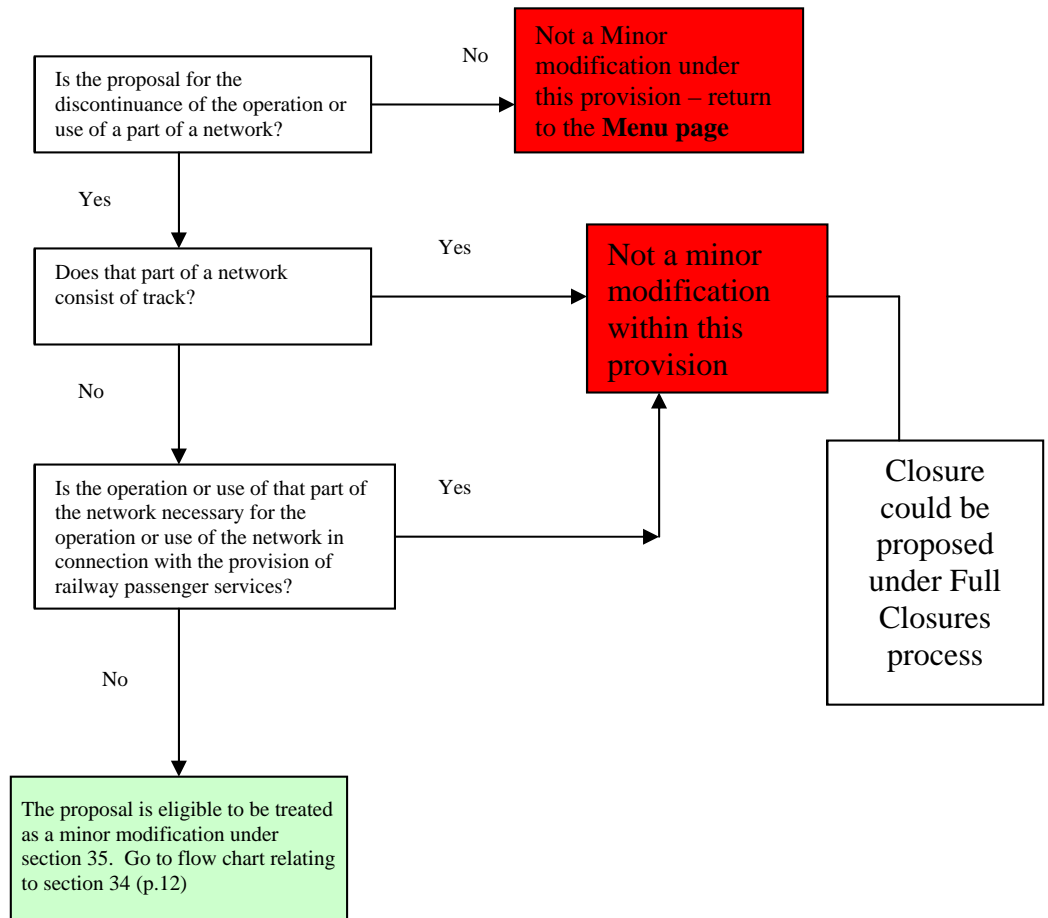 Is the proposal for the
discontinuance of the operation or
use of a part of a network?
No
Not a Minor
modification under
this provision – return
to the Menu page
Yes
Does that part of a network
consist of track?
Yes
Not a minor
modification
within this
provision
No
Is the operation or use of that part of
the network necessary for the
operation or use of the network in
connection with the provision of
railway passenger services?
Yes
Closure
could be
proposed
under Full
Closures
process
No
The proposal is eligible to be treated
as a minor modification under
section 35. Go to flow chart relating
to section 34 (p.12)